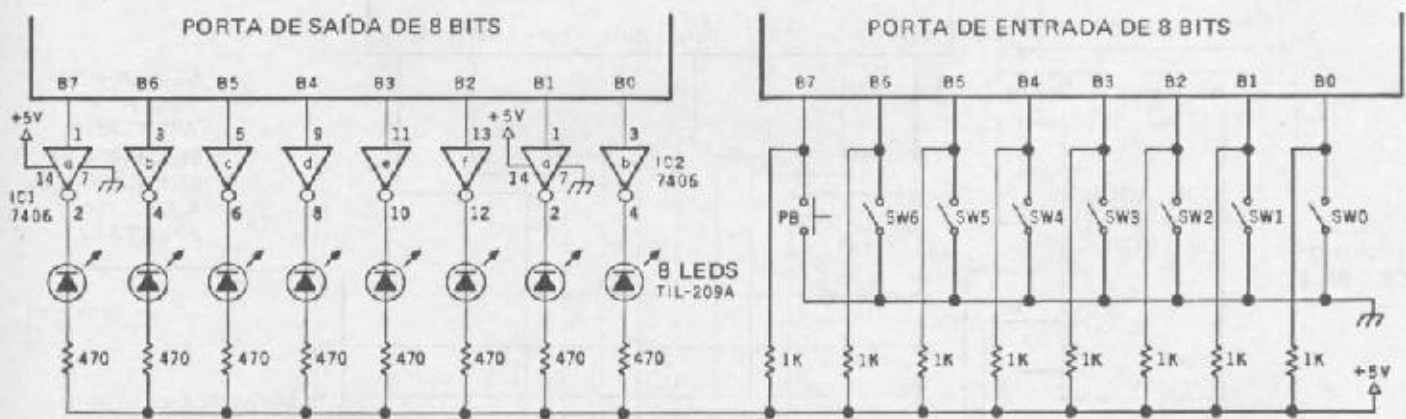 PORTA DE SAÍDA DE 8 BITS
PORTA DE ENTRADA DE 8 BITS
B7 B6 B5 B4 B3 B2 B1 B0
B7 B6 B5 B4 B3 B2 B1 B0
+5V +5V
1 3 5 9 11 13 1 3
a b c d e f a b
14 7 14 7
IC1
7406
IC2
7406
2 4 6 8 10 12 2 4
PB SW6 SW5 SW4 SW3 SW2 SW1 SW0
8 LEDS
TIL-209A
470 470 470 470 470 470 470 470
1K 1K 1K 1K 1K 1K 1K 1K
+5V